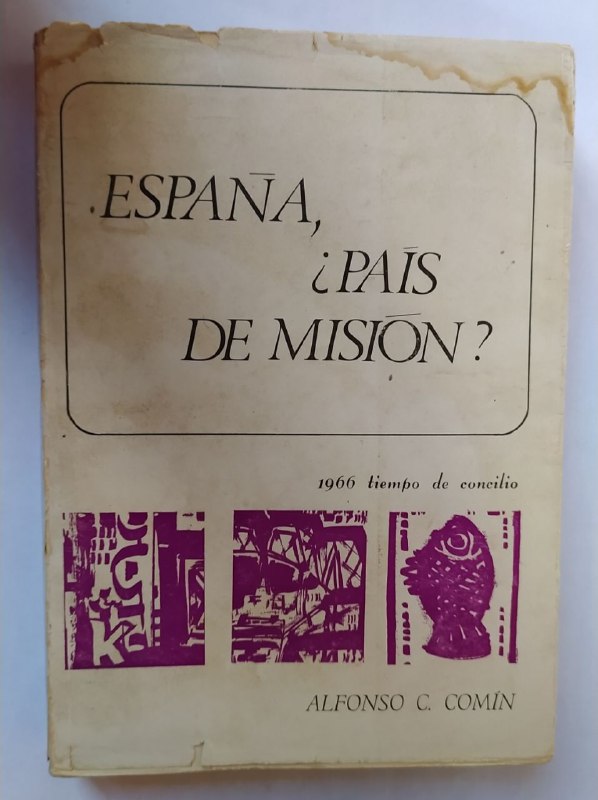 ESPAÑA,
¿PAÍS
DE MISIÓN?
1966 tiempo de concilio
ALFONSO C. COMÍN